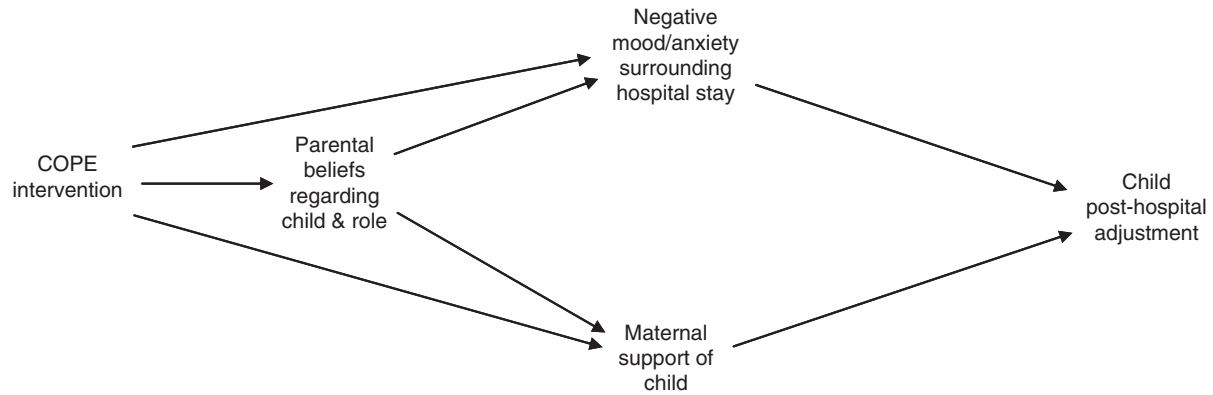 Negative
mood/anxiety
surrounding
hospital stay
COPE
intervention
Parental
beliefs
regarding
child & role
Child
post-hospital
adjustment
Maternal
support of
child